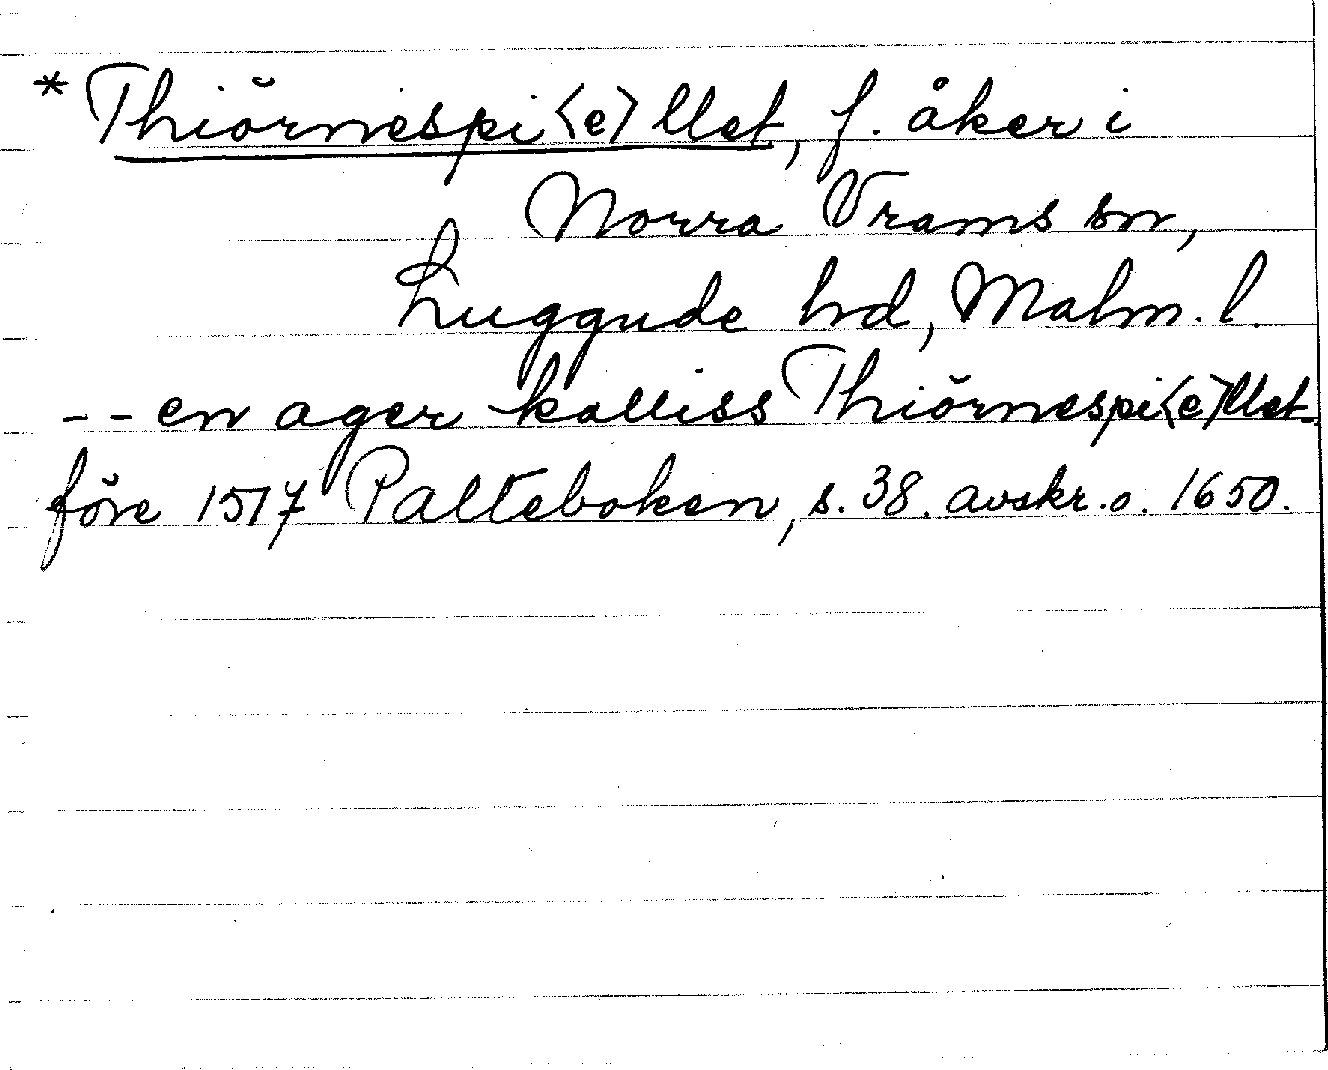 * Thiörnespi<e>llet, f. åker i
Norra Vrams sn,
Luggude hd, Malm. l.
-- en ager kalliss Thiörnespi<e>llet
före 1517 Palteboken, s. 38. avskr. o. 1650.